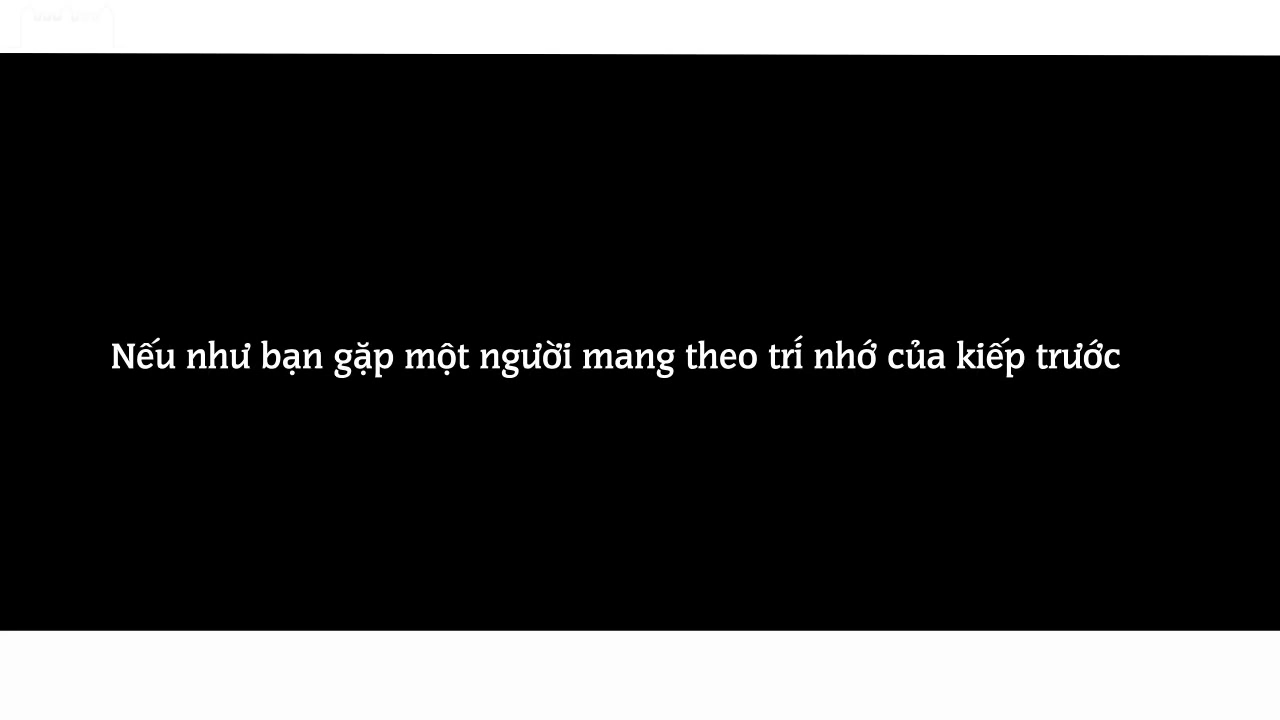 Nếu như bạn gặp một người mang theo trí nhớ của kiếp trước